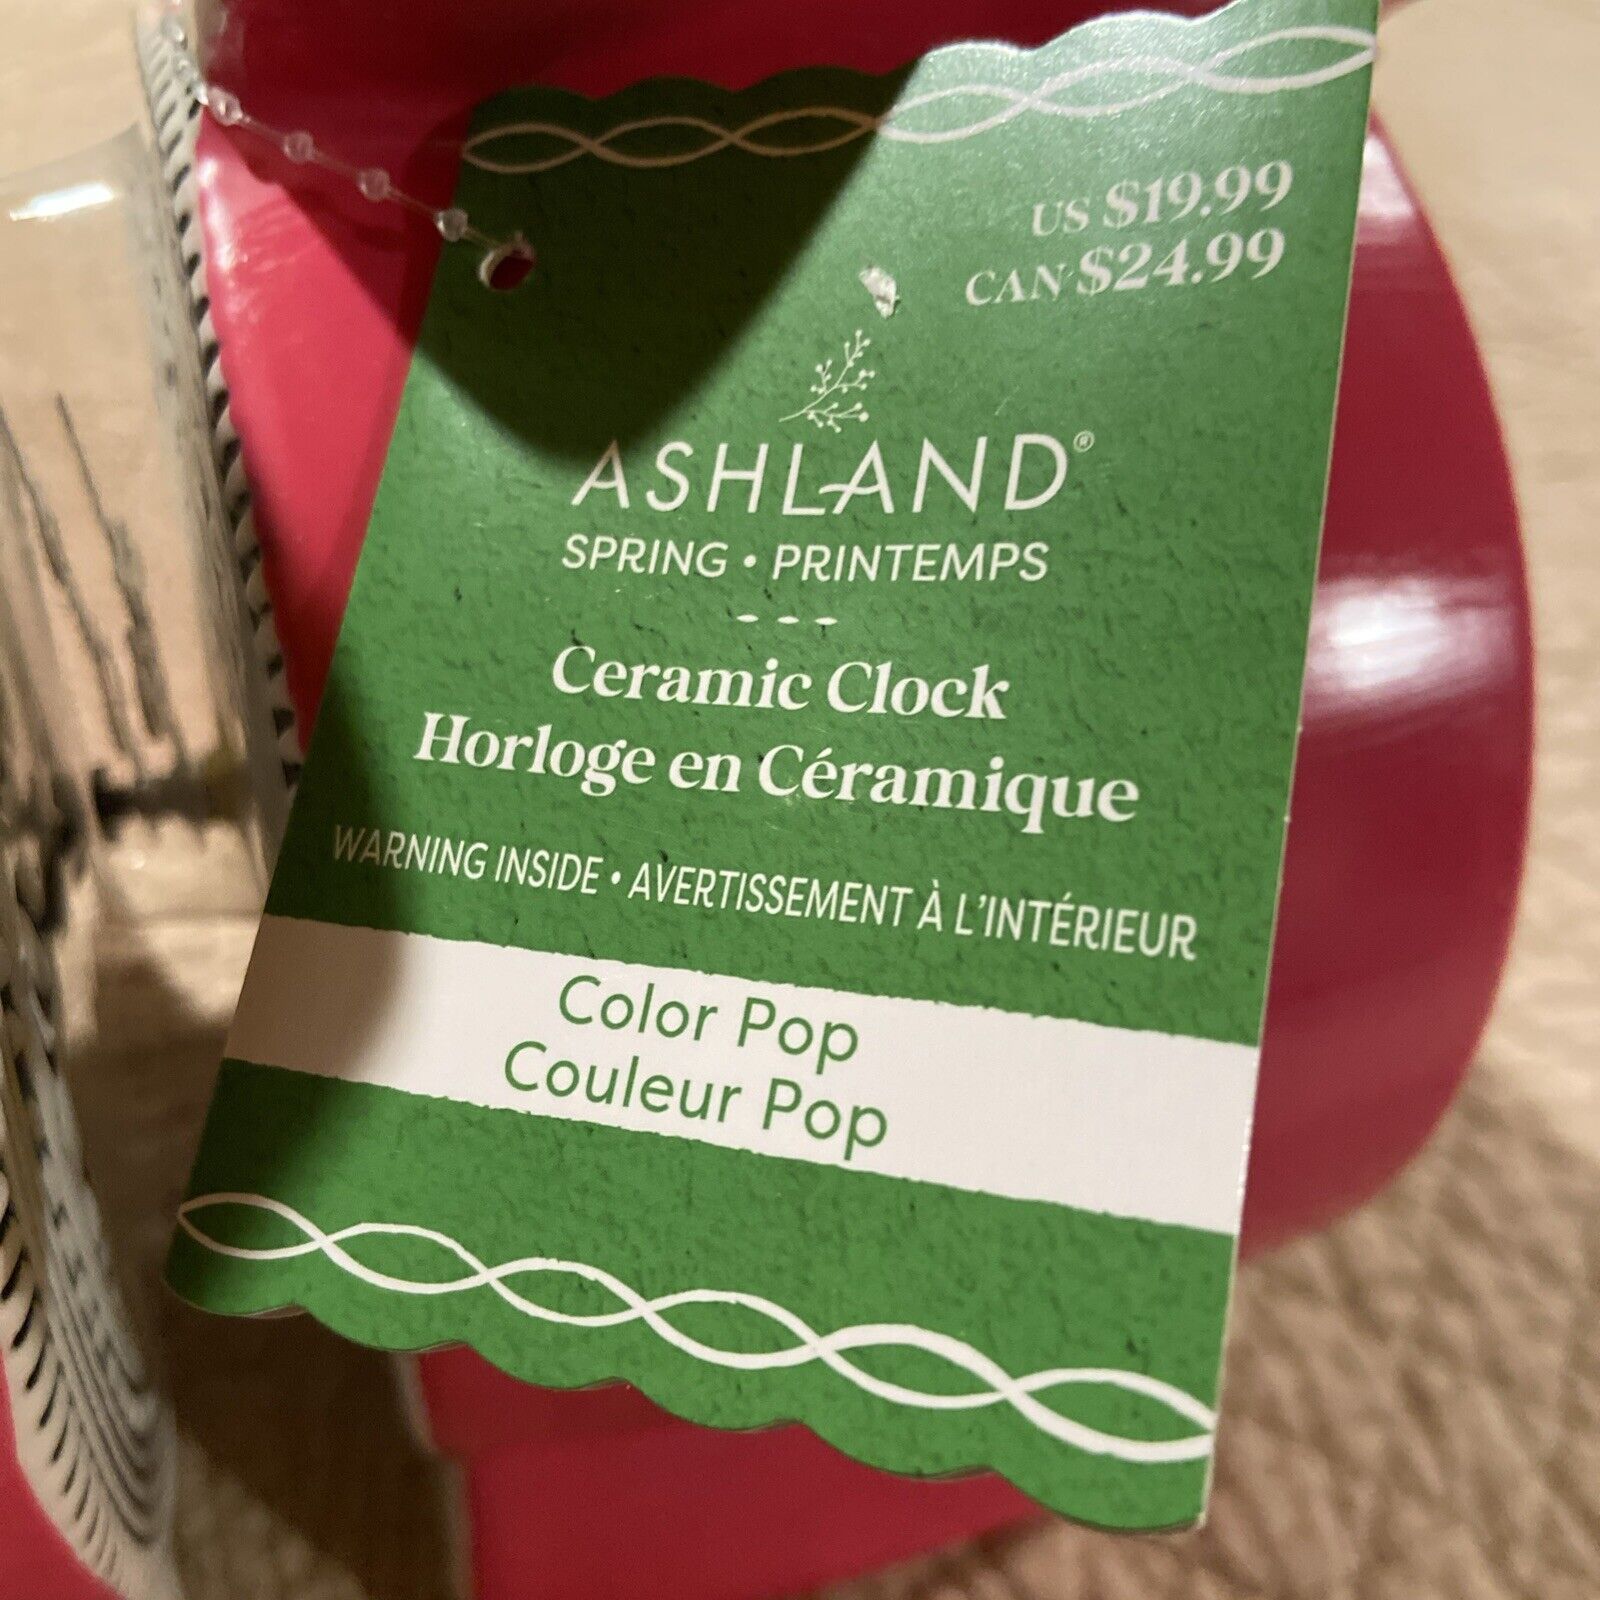 US $19.99
CAN $24.99
ASHLAND®
SPRING • PRINTEMPS
Ceramic Clock
Horloge en Céramique
WARNING INSIDE • AVERTISSEMENT À L'INTÉRIEUR
Color Pop
Couleur Pop